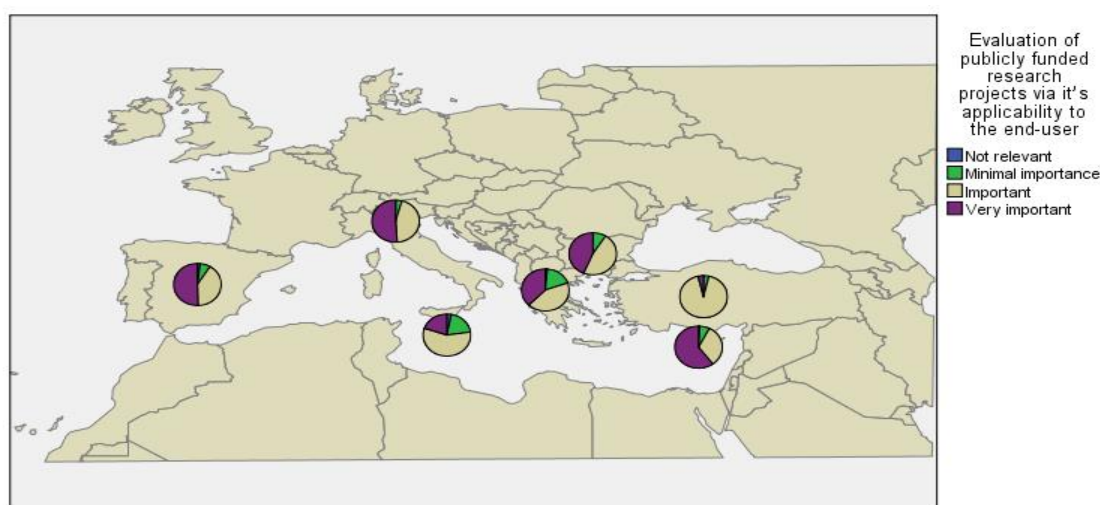 Evaluation of
publicly funded
research
projects via it's
applicability to
the end-user
Not relevant
Minimal importance
Important
Very important